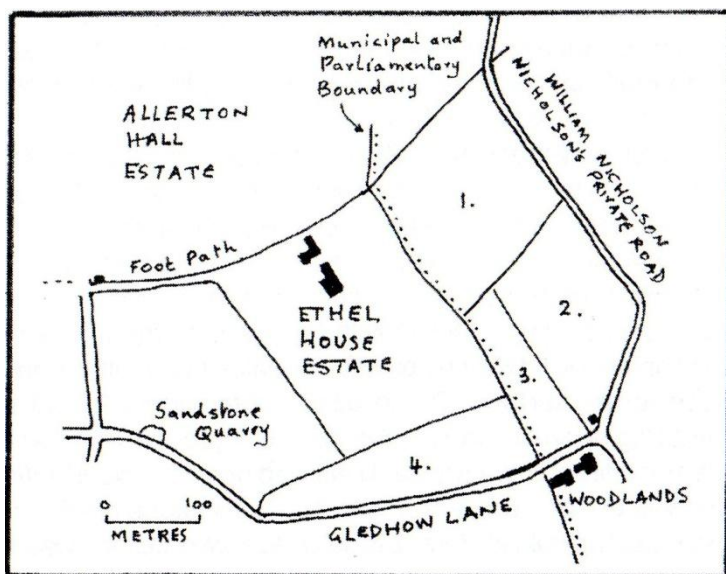 Municipal and
Parliamentory
Boundary
ALLERTON
HALL
ESTATE
WILLIAM NICHOLSON
NICHOLSON'S PRIVATE ROAD
1.
Foot Path
ETHEL
HOUSE
ESTATE
2.
3.
Sandstone
Quarry
4.
0 100
METRES
GLEDHOW LANE
WOODLANDS